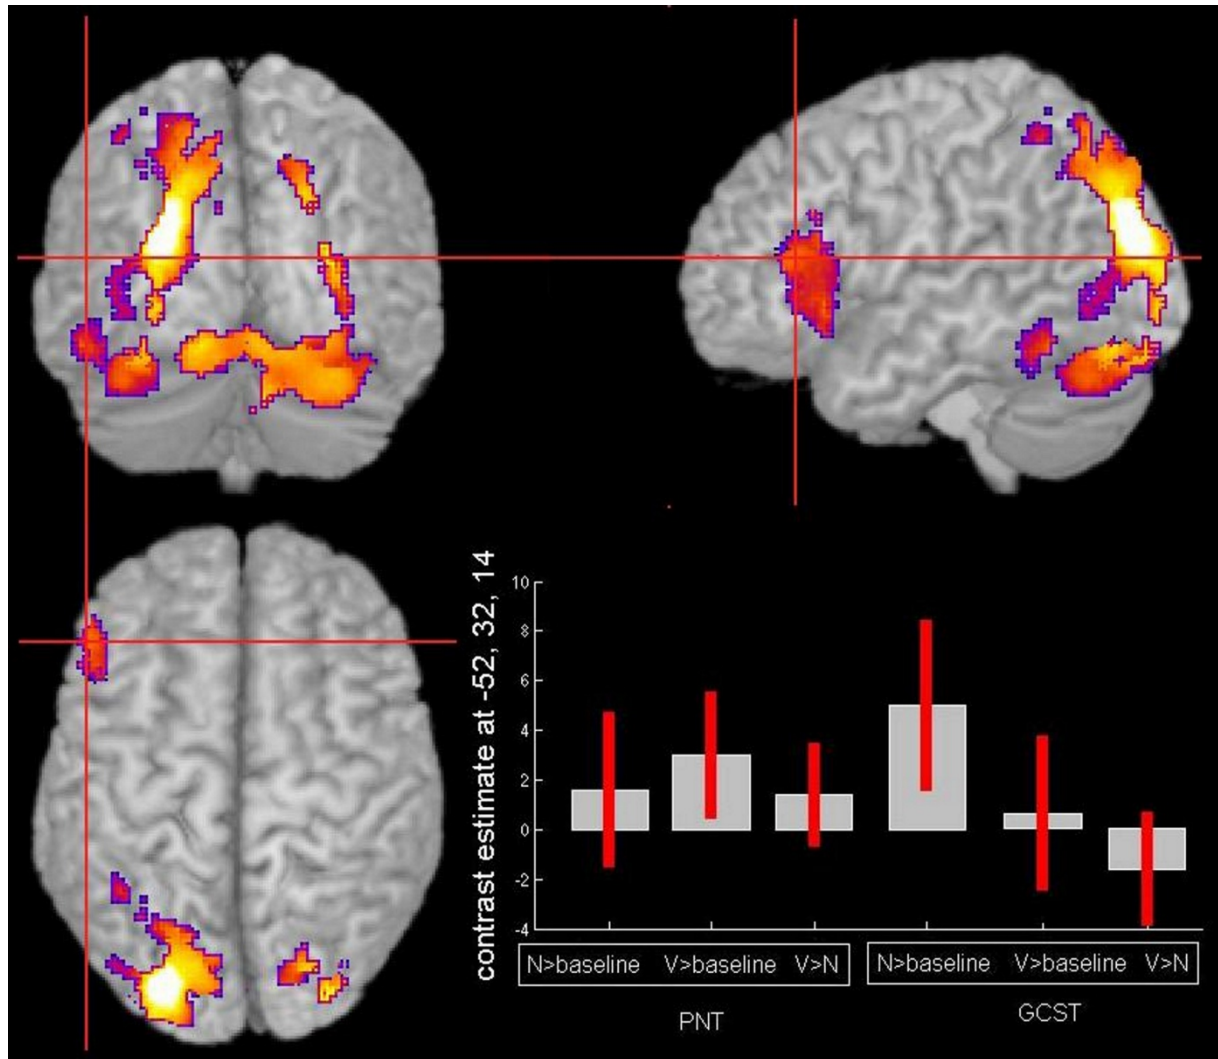 contrast estimate at -52, 32, 14
10
8
6
4
2
0
-2
-4
N>baseline V>baseline V>N
N>baseline V>baseline V>N
PNT
GCST